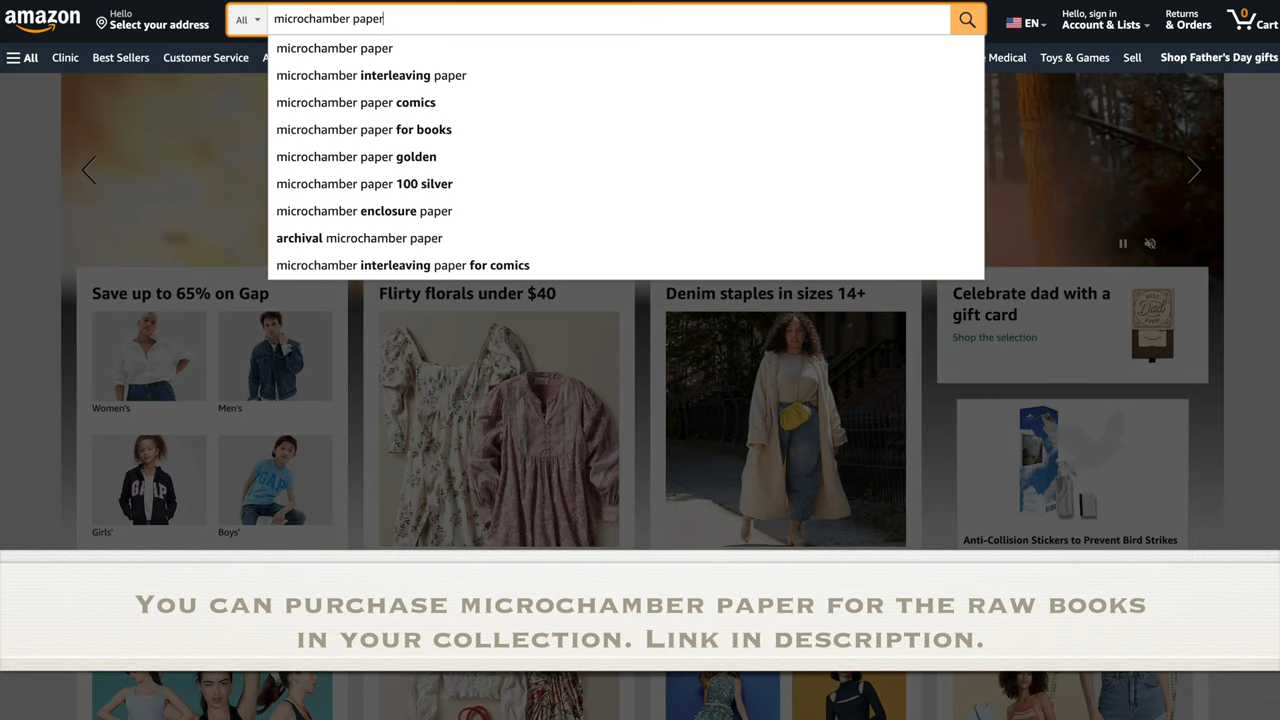 amazon
Hello
Select your address
All
microchamber paper
EN
Hello, sign in
Account & Lists
Returns
& Orders
0
Cart
All
Clinic
Best Sellers
Customer Service
A
Medical
Toys & Games
Sell
Shop Father's Day gifts
microchamber paper
microchamber interleaving paper
microchamber paper comics
microchamber paper for books
microchamber paper golden
microchamber paper 100 silver
microchamber enclosure paper
archival microchamber paper
microchamber interleaving paper for comics
Save up to 65% on Gap
Women's
Men's
GAP
Girls'
Boys'
Flirty florals under $40
Denim staples in sizes 14+
Celebrate dad with a
gift card
Shop the selection
Dad
Anti-Collision Stickers to Prevent Bird Strikes
You can purchase microchamber paper for the raw books
in your collection. Link in description.